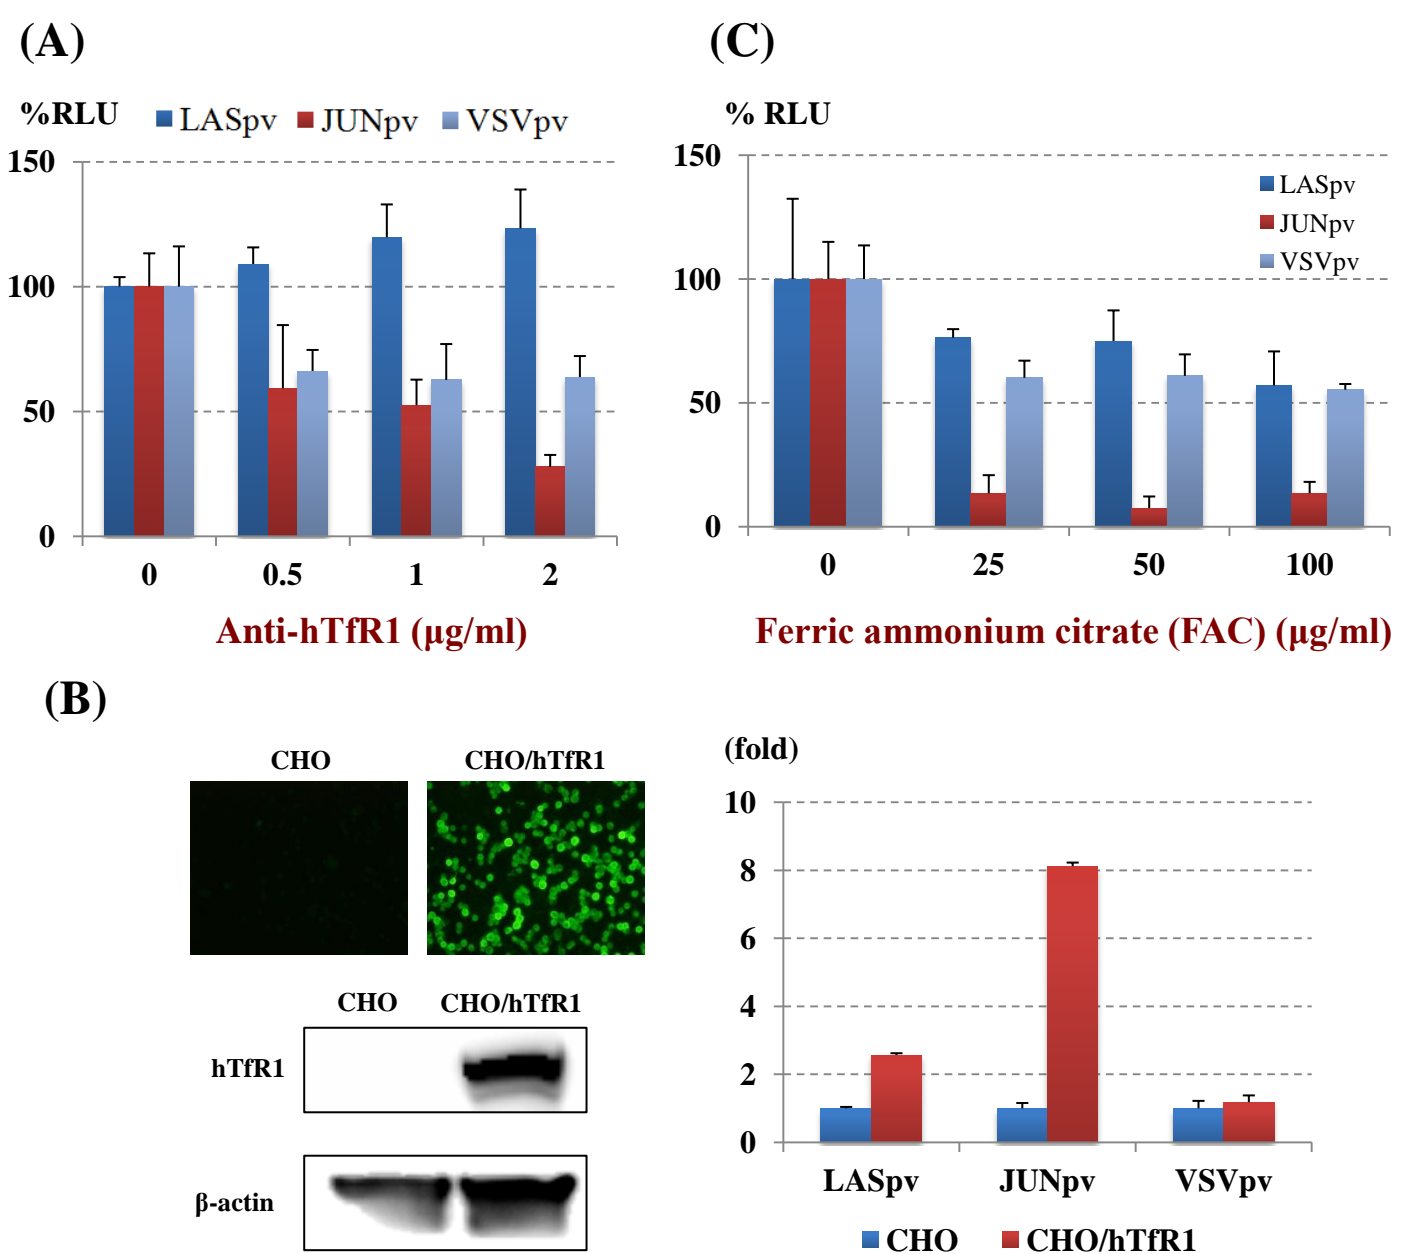 (A)
%RLU LASpv JUNpv VSVpv
150
100
50
0
0 0.5 1 2
Anti-hTfR1 (μg/ml)
(C)
% RLU
150
100
50
0
LASpv
JUNpv
VSVpv
0 25 50 100
Ferric ammonium citrate (FAC) (μg/ml)
(B)
CHO CHO/hTfR1
CHO CHO/hTfR1
hTfR1
β-actin
(fold)
10
8
6
4
2
0
LASpv JUNpv VSVpv
CHO CHO/hTfR1